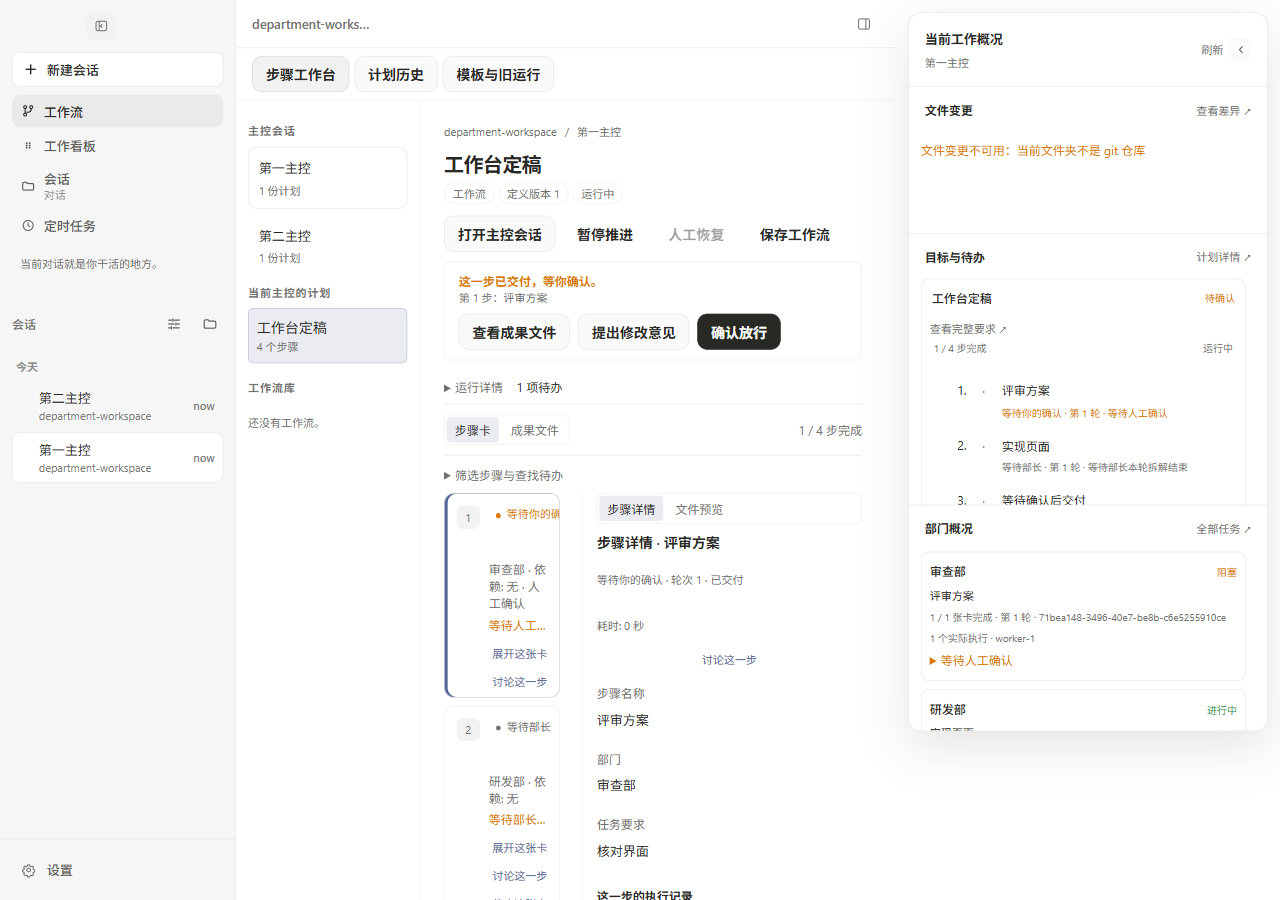 新建会话
工作流
工作看板
会话
对话
定时任务
当前对话就是你干活的地方。
会话
今天
第二主控
department-workspace
now
第一主控
department-workspace
now
设置
department-works...
步骤工作台
计划历史
模板与旧运行
主控会话
第一主控
1 份计划
第二主控
1 份计划
当前主控的计划
工作台定稿
4 个步骤
工作流库
还没有工作流。
department-workspace / 第一主控
工作台定稿
工作流
定义版本 1
运行中
打开主控会话
暂停推进
人工恢复
保存工作流
这一步已交付，等你确认。
第 1 步：评审方案
查看成果文件
提出修改意见
确认放行
运行详情 1 项待办
步骤卡
成果文件
1 / 4 步完成
筛选步骤与查找待办
1
等待你的确
审查部 · 依
赖: 无 · 人
工确认
等待人工...
展开这张卡
讨论这一步
2
等待部长
研发部 · 依
赖: 无
等待部长...
展开这张卡
讨论这一步
步骤详情
文件预览
步骤详情 · 评审方案
等待你的确认 · 轮次 1 · 已交付
耗时: 0 秒
讨论这一步
步骤名称
评审方案
部门
审查部
任务要求
核对界面
这一步的执行记录
当前工作概况
第一主控
刷新
文件变更
查看差异 ↗
文件变更不可用：当前文件夹不是 git 仓库
目标与待办
计划详情 ↗
工作台定稿
待确认
查看完整要求 ↗
1 / 4 步完成
运行中
1. · 评审方案
等待你的确认 · 第 1 轮 · 等待人工确认
2. · 实现页面
等待部长 · 第 1 轮 · 等待部长本轮拆解结束
3. · 等待确认后交付
部门概况
全部任务 ↗
审查部
阻塞
评审方案
1 / 1 张卡完成 · 第 1 轮 · 71bea148-3496-40e7-be8b-c6e5255910ce
1 个实际执行 · worker-1
等待人工确认
研发部
进行中
实现页面